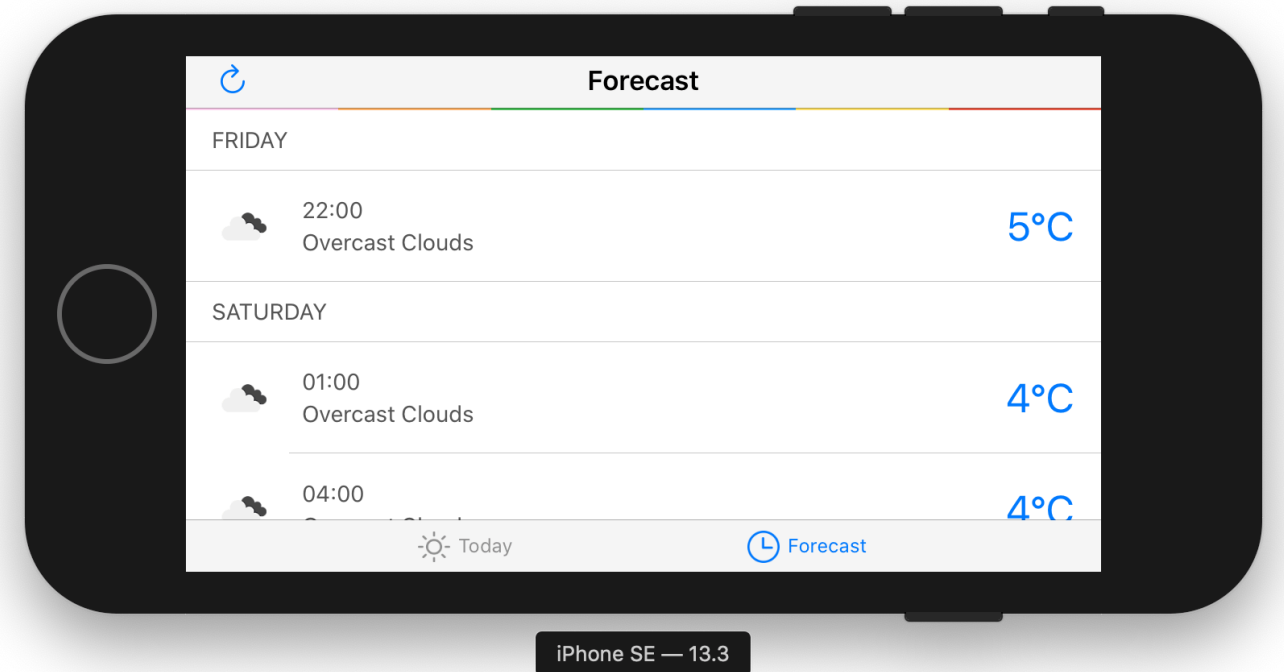 Forecast
FRIDAY
22:00
Overcast Clouds
5°C
SATURDAY
01:00
Overcast Clouds
4°C
04:00
4°C
Today
Forecast
iPhone SE — 13.3